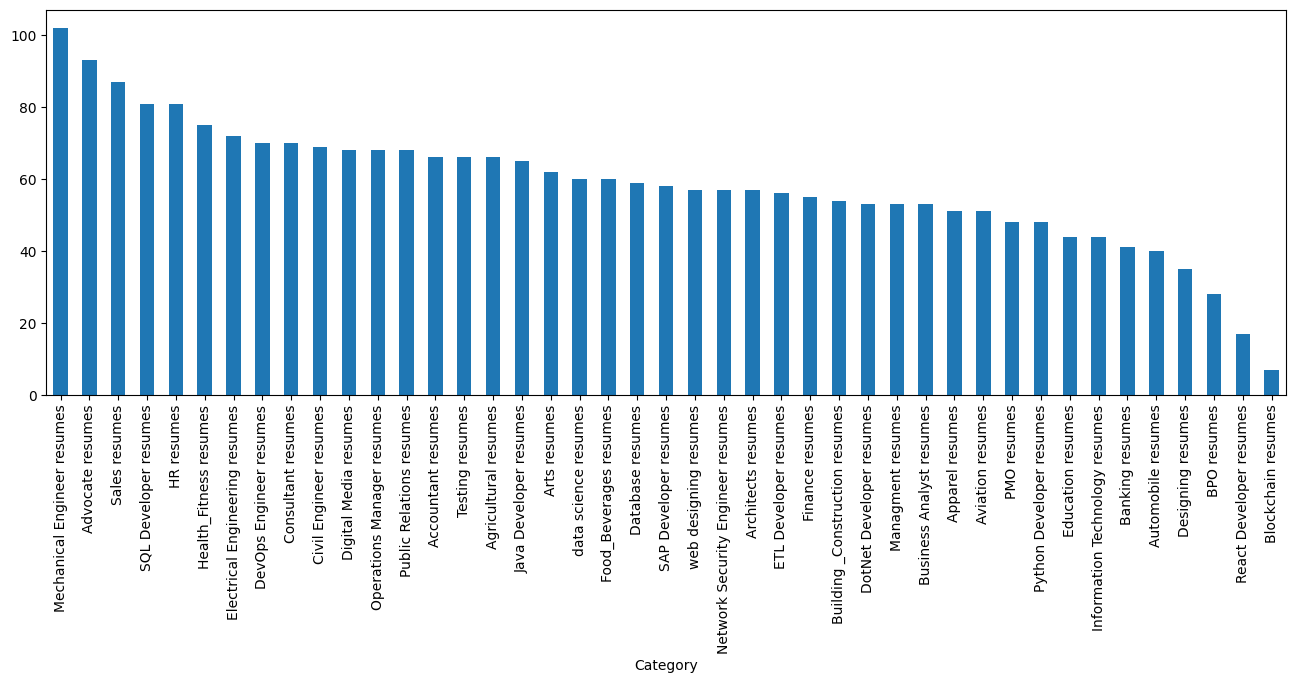 100
80
60
40
20
0
Mechanical Engineer resumes
Advocate resumes
Sales resumes
SQL Developer resumes
HR resumes
Health_Fitness resumes
Electrical Engineering resumes
DevOps Engineer resumes
Consultant resumes
Civil Engineer resumes
Digital Media resumes
Operations Manager resumes
Public Relations resumes
Accountant resumes
Testing resumes
Agricultural resumes
Java Developer resumes
Arts resumes
data science resumes
Food_Beverages resumes
Database resumes
SAP Developer resumes
web designing resumes
Network Security Engineer resumes
Architects resumes
ETL Developer resumes
Finance resumes
Building _Construction resumes
DotNet Developer resumes
Managment resumes
Business Analyst resumes
Apparel resumes
Aviation resumes
PMO resumes
Python Developer resumes
Education resumes
Information Technology resumes
Banking resumes
Automobile resumes
Designing resumes
BPO resumes
React Developer resumes
Blockchain resumes
Category